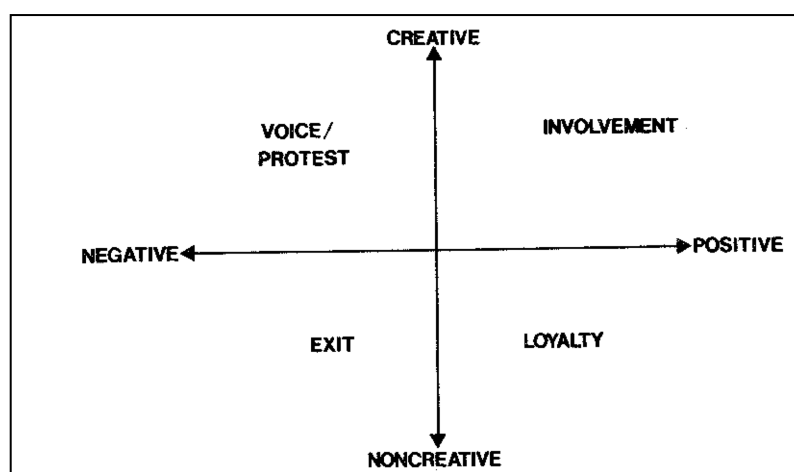 CREATIVE
VOICE/
PROTEST
INVOLVEMENT
NEGATIVE
POSITIVE
EXIT
LOYALTY
NONCREATIVE